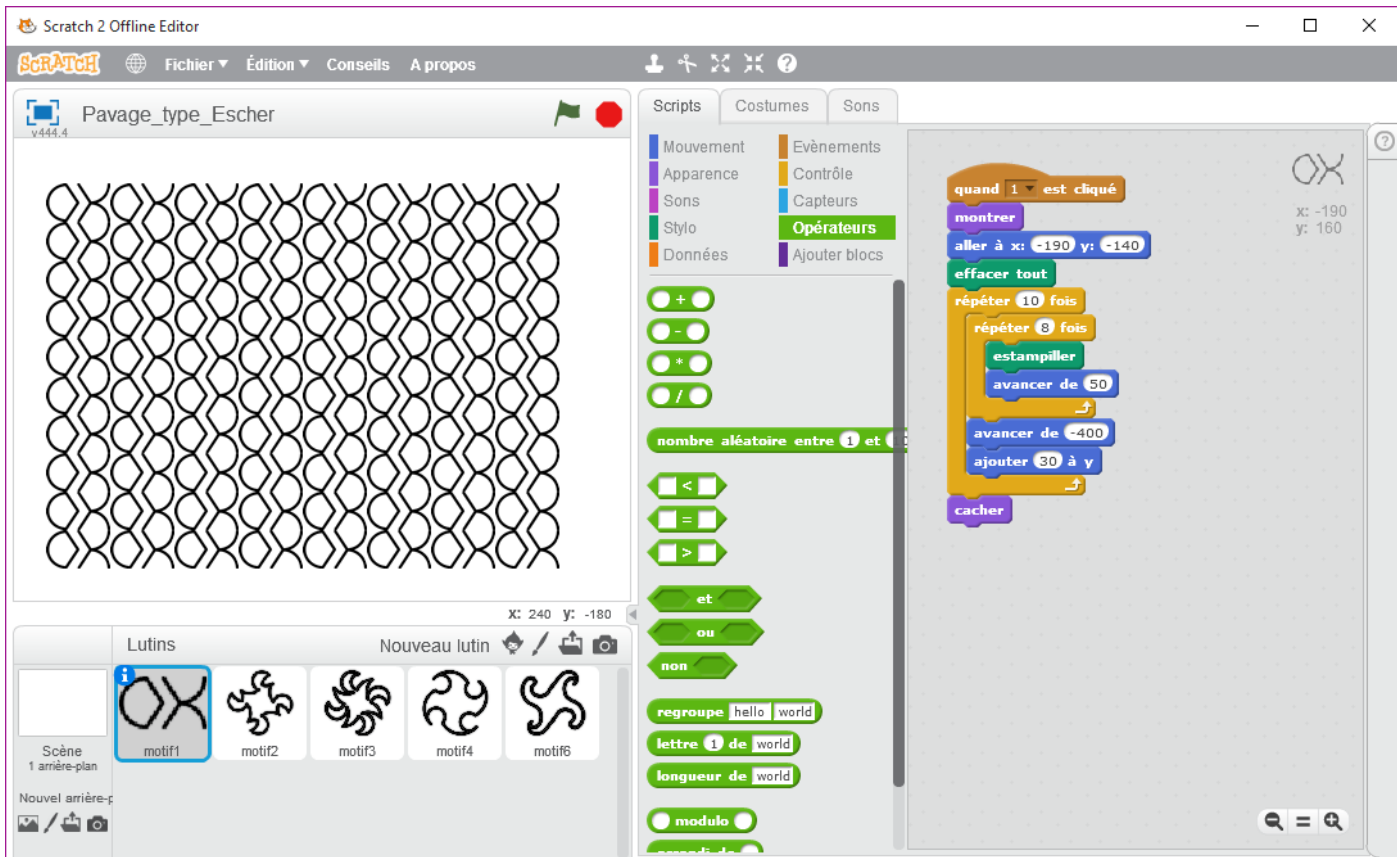 Scratch 2 Offline Editor
SCRATCH Fichier Édition Conseils A propos
Pavage_type_Escher
v444.4
X: 240 y: -180
Lutins Nouveau lutin
Scène
1 arrière-plan
Nouvel arrière-p
motif1 motif2 motif3 motif4 motif6
Scripts Costumes Sons
Mouvement Evènements
Apparence Contrôle
Sons Capteurs
Stylo Opérateurs
Données Ajouter blocs
+
-
*
/
nombre aléatoire entre 1 et
<
=
>
et
ou
non
regroupe hello world
lettre 1 de world
longueur de world
modulo
quand 1 est cliqué
montrer
aller à x: -190 y: -140
effacer tout
répéter 10 fois
répéter 8 fois
estampiller
avancer de 50
avancer de -400
ajouter 30 à y
cacher
x: -190
y: 160